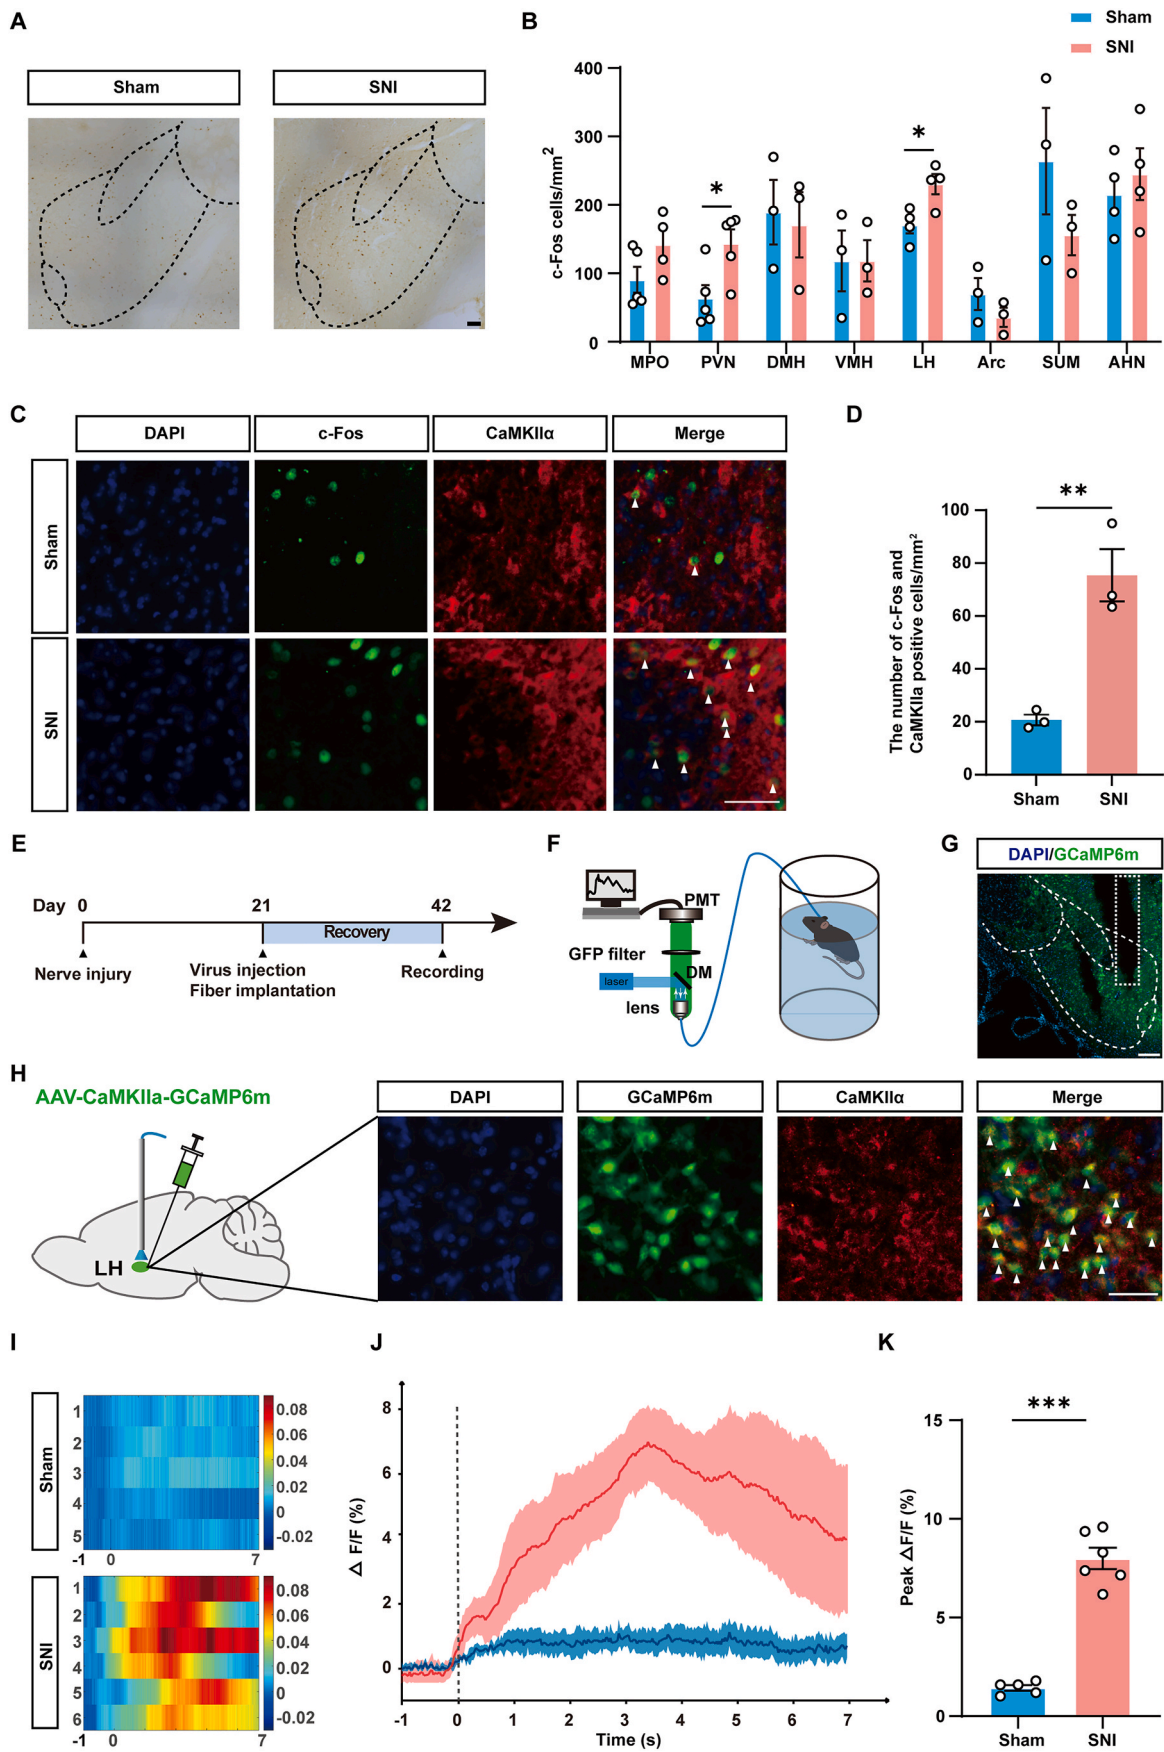 A
Sham
SNI
B
Sham
SNI
c-Fos cells/mm²
400
300
200
100
0
*
*
MPO PVN DMH VMH LH Arc SUM AHN
C
DAPI c-Fos CaMKIIα Merge
Sham
SNI
D
The number of c-Fos and
CaMKIIa positive cells/mm²
**
100
80
60
40
20
0
Sham SNI
E
Day 0 21 42
Recovery
Nerve injury
Virus injection
Fiber implantation
Recording
F
PMT
GFP filter
DM
laser
lens
G
DAPI/GCaMP6m
H
AAV-CaMKIIa-GCaMP6m
LH
DAPI GCaMP6m CaMKIIα Merge
I
Sham
1
2
3
4
5
-1 0 7
0.08
0.06
0.04
0.02
0
-0.02
SNI
1
2
3
4
5
6
-1 0 7
0.08
0.06
0.04
0.02
0
-0.02
J
△ F/F (%)
8
6
4
2
0
-1 0 1 2 3 4 5 6 7
Time (s)
K
Peak △F/F (%)
***
15
10
5
0
Sham SNI